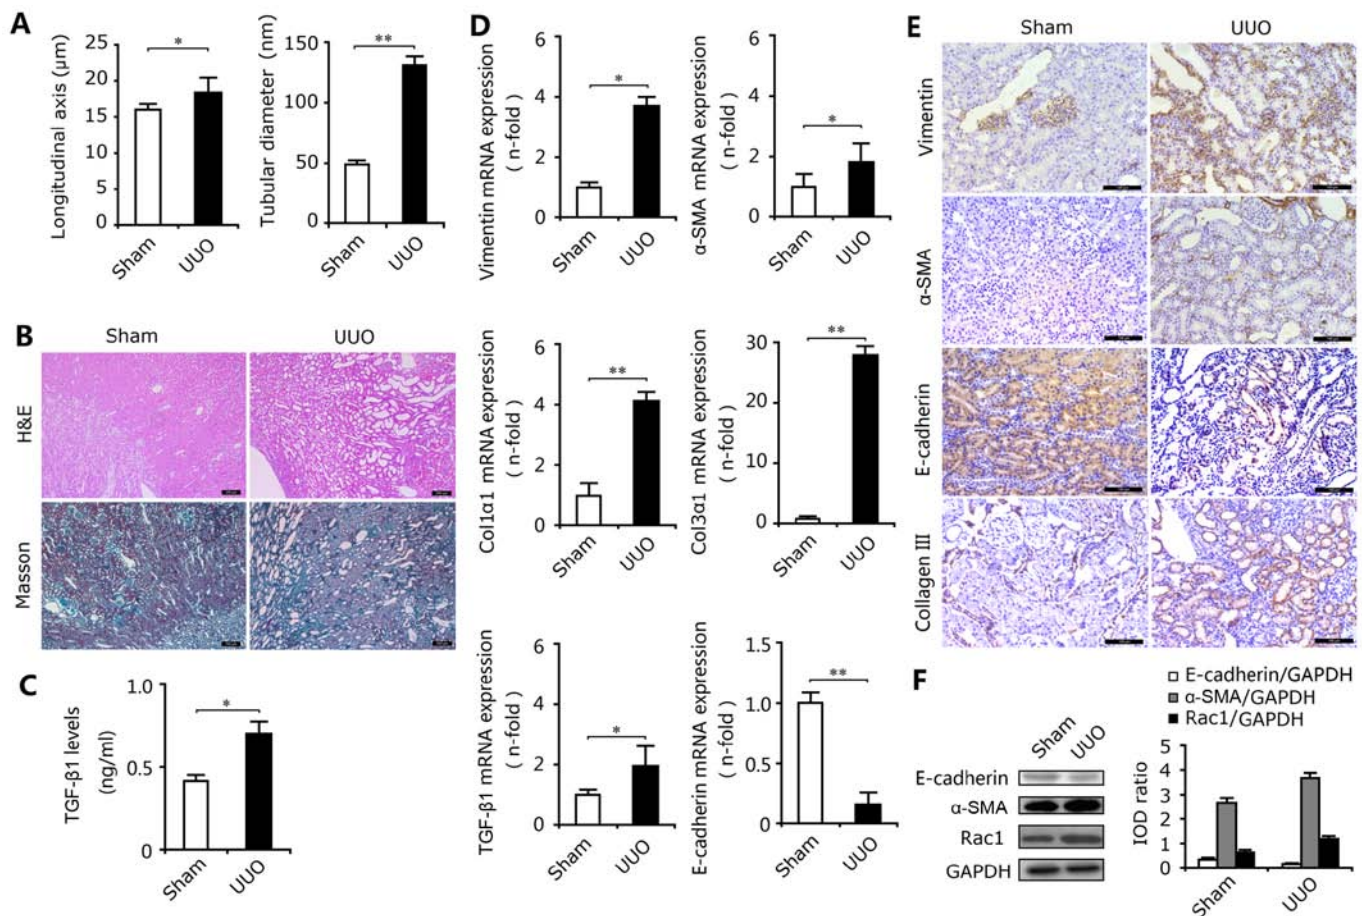 A
Longitudinal axis (μm)
25
20
15
10
5
0
*
Sham
UUO
Tubular diameter (nm)
150
100
50
0
**
Sham
UUO
B
Sham
UUO
H&E
Masson
C
TGF-β1 levels
(ng/ml)
1.0
0.5
0
*
Sham
UUO
D
Vimentin mRNA expression
( n-fold )
6
4
2
0
*
Sham
UUO
α-SMA mRNA expression
( n-fold )
6
4
2
0
*
Sham
UUO
Col1α1 mRNA expression
( n-fold )
6
4
2
0
**
Sham
UUO
Col3α1 mRNA expression
( n-fold )
30
20
10
0
**
Sham
UUO
TGF-β1 mRNA expression
( n-fold )
6
4
2
0
*
Sham
UUO
E-cadherin mRNA expression
( n-fold )
1.5
1.0
0.5
0
**
Sham
UUO
E
Sham
UUO
Vimentin
α-SMA
E-cadherin
Collagen III
F
Sham
UUO
E-cadherin
α-SMA
Rac1
GAPDH
E-cadherin/GAPDH
α-SMA/GAPDH
Rac1/GAPDH
IOD ratio
5
4
3
2
1
0
Sham
UUO